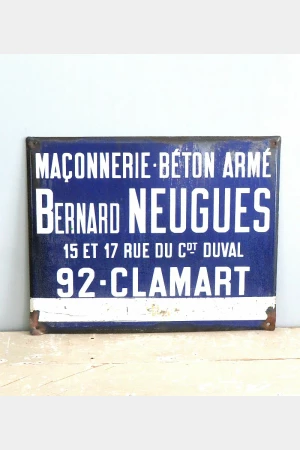 MAÇONNERIE·BÉTON ARMÉ
BERNARD NEUGUES
15 ET 17 RUE DU CDT DUVAL
92-CLAMART